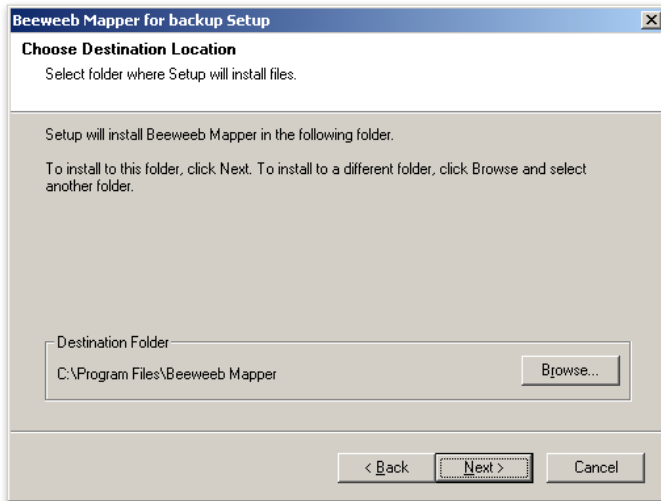 Beeweeb Mapper for backup Setup
Choose Destination Location
Select folder where Setup will install files.
Setup will install Beeweeb Mapper in the following folder.
To install to this folder, click Next. To install to a different folder, click Browse and select
another folder.
Destination Folder
C:\Program Files\Beeweeb Mapper
Browse...
< Back
Next >
Cancel